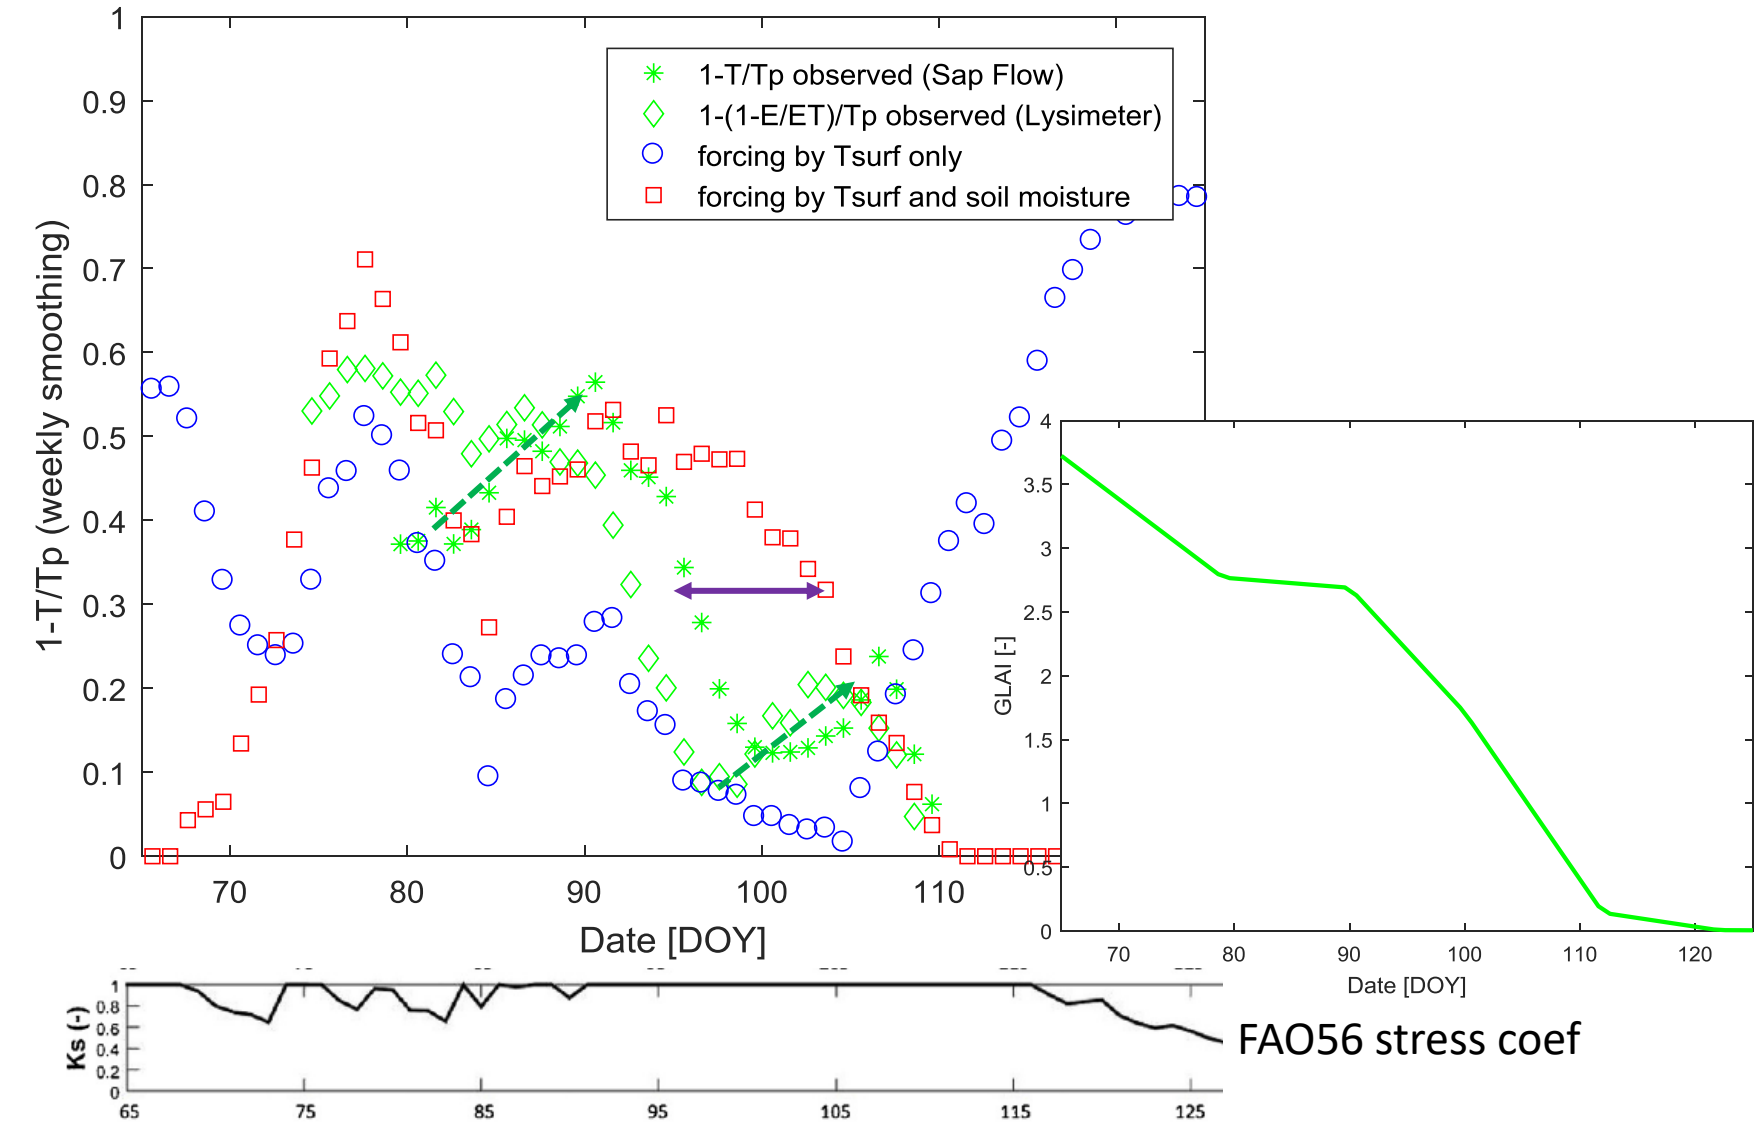 1
0.9
0.8
0.7
0.6
0.5
0.4
0.3
0.2
0.1
0
1-T/Tp (weekly smoothing)
1-T/Tp observed (Sap Flow)
1-(1-E/ET)/Tp observed (Lysimeter)
forcing by Tsurf only
forcing by Tsurf and soil moisture
70 80 90 100 110
Date [DOY]
4
3.5
3
2.5
2
1.5
1
0.5
0
GLAI [-]
70 80 90 100 110 120
Date [DOY]
1
0.8
0.6
0.4
0.2
0
Ks (-)
65 75 85 95 105 115 125
FAO56 stress coef